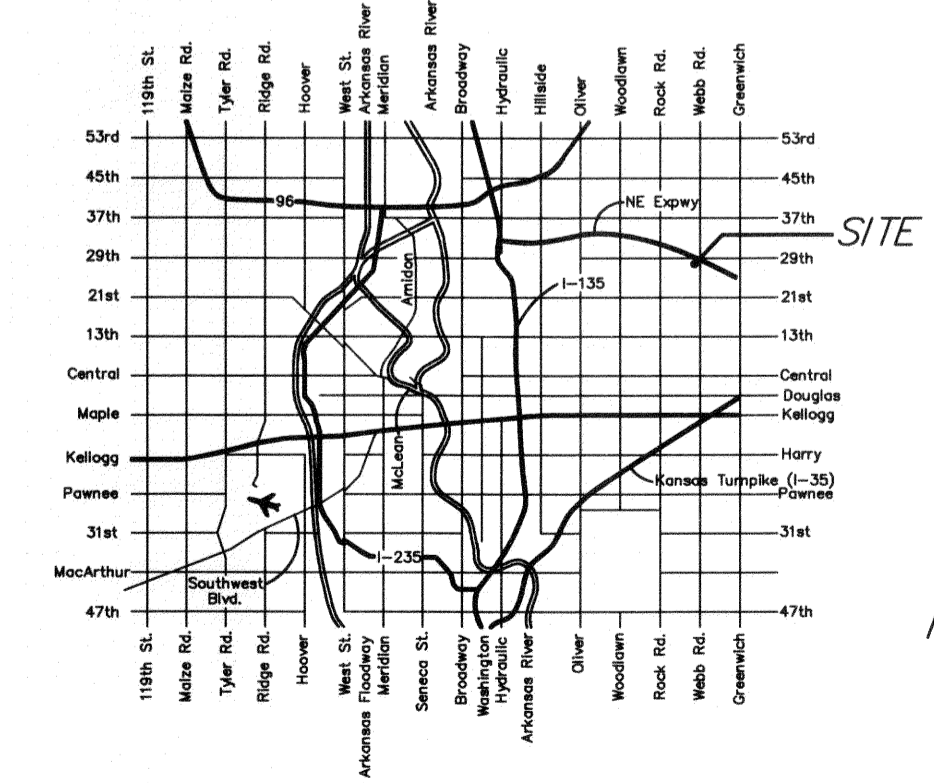 119th St.
Maize Rd.
Tyler Rd.
Ridge Rd.
Hoover
West St.
Arkansas River
Meridian
Arkansas River
Broadway
Hydraulic
Hillside
Oliver
Woodlawn
Rock Rd.
Webb Rd.
Greenwich
53rd
45th
37th
29th
21st
13th
Central
Maple
Kellogg
Pawnee
31st
MacArthur
47th
53rd
45th
37th
29th
21st
13th
Central
Douglas
Kellogg
Harry
Pawnee
31st
47th
96
NE Expwy
SITE
I-135
Amidon
McLean
Kansas Turnpike (I-35)
I-235
Southwest
Blvd.
119th St.
Maize Rd.
Tyler Rd.
Ridge Rd.
Hoover
West St.
Arkansas Floodway
Meridian
Seneca St.
Broadway
Washington
Hydraulic
Arkansas River
Oliver
Woodlawn
Rock Rd.
Webb Rd.
Greenwich